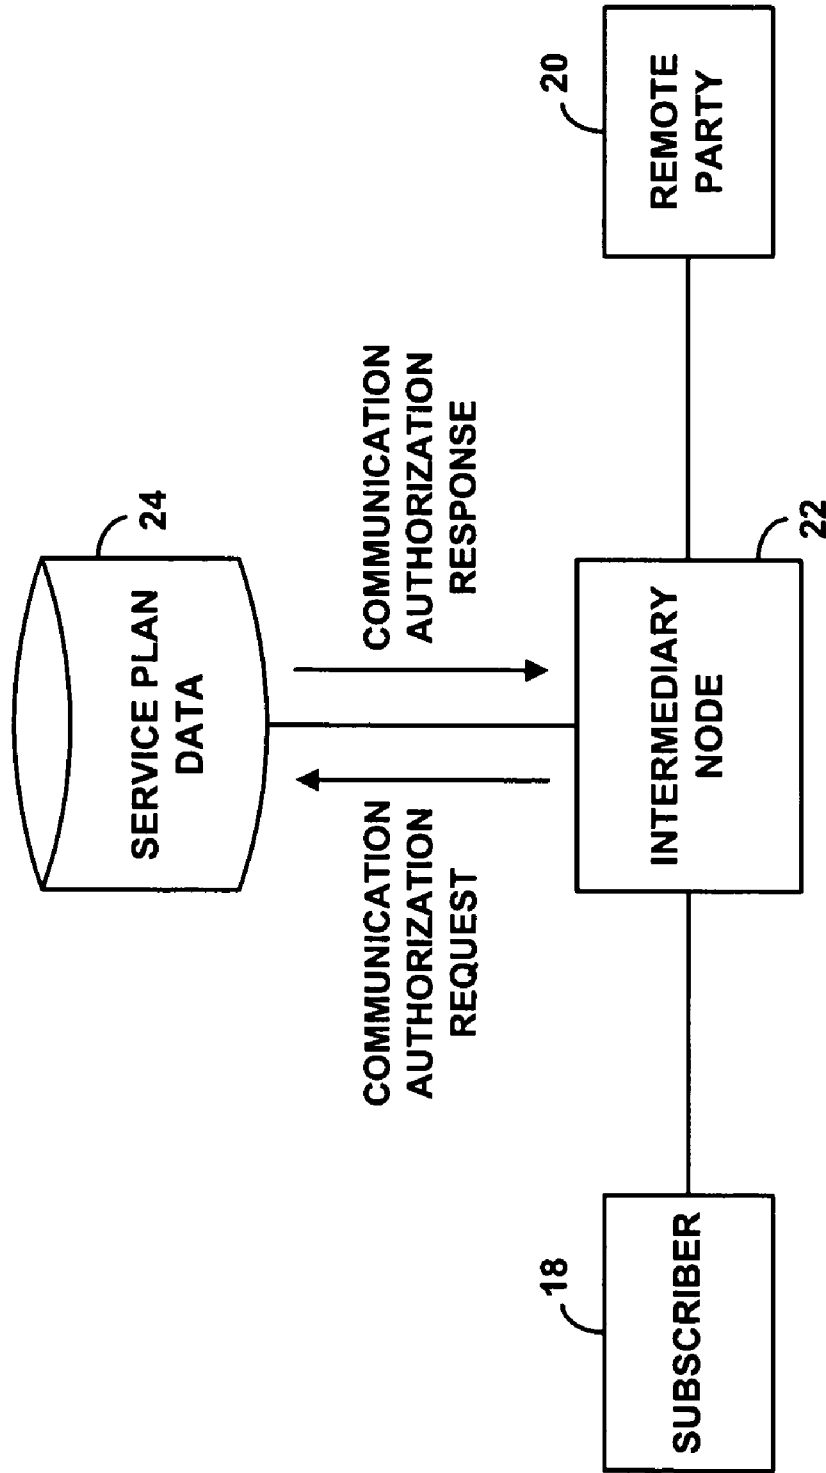 SERVICE PLAN
DATA
24
COMMUNICATION
AUTHORIZATION
REQUEST
COMMUNICATION
AUTHORIZATION
RESPONSE
18
SUBSCRIBER
INTERMEDIARY
NODE
22
20
REMOTE
PARTY